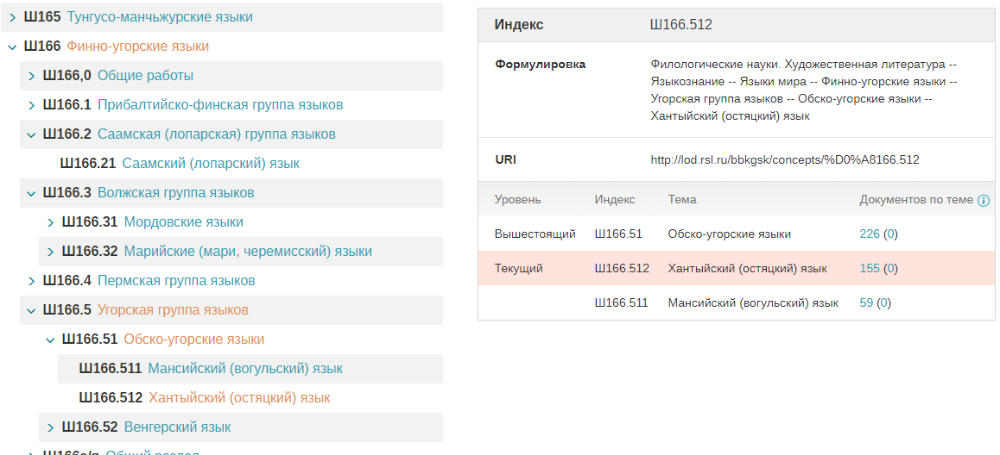 Ш165 Тунгусо-манчьжурские языки
Ш166 Финно-угорские языки
Ш166,0 Общие работы
Ш166.1 Прибалтийско-финская группа языков
Ш166.2 Саамская (лопарская) группа языков
Ш166.21 Саамский (лопарский) язык
Ш166.3 Волжская группа языков
Ш166.31 Мордовские языки
Ш166.32 Марийские (мари, черемисский) языки
Ш166.4 Пермская группа языков
Ш166.5 Угорская группа языков
Ш166.51 Обско-угорские языки
Ш166.511 Мансийский (вогульский) язык
Ш166.512 Хантыйский (остяцкий) язык
Ш166.52 Венгерский язык
Ш166а/я Общий раздел
Индекс Ш166.512
Формулировка Филологические науки. Художественная литература --
Языкознание -- Языки мира -- Финно-угорские языки --
Угорская группа языков -- Обско-угорские языки --
Хантыйский (остяцкий) язык
URI http://lod.rsl.ru/bbkgsk/concepts/%D0%A8166.512
Уровень Индекс Тема Документов по теме
Вышестоящий Ш166.51 Обско-угорские языки 226 (0)
Текущий Ш166.512 Хантыйский (остяцкий) язык 155 (0)
Ш166.511 Мансийский (вогульский) язык 59 (0)